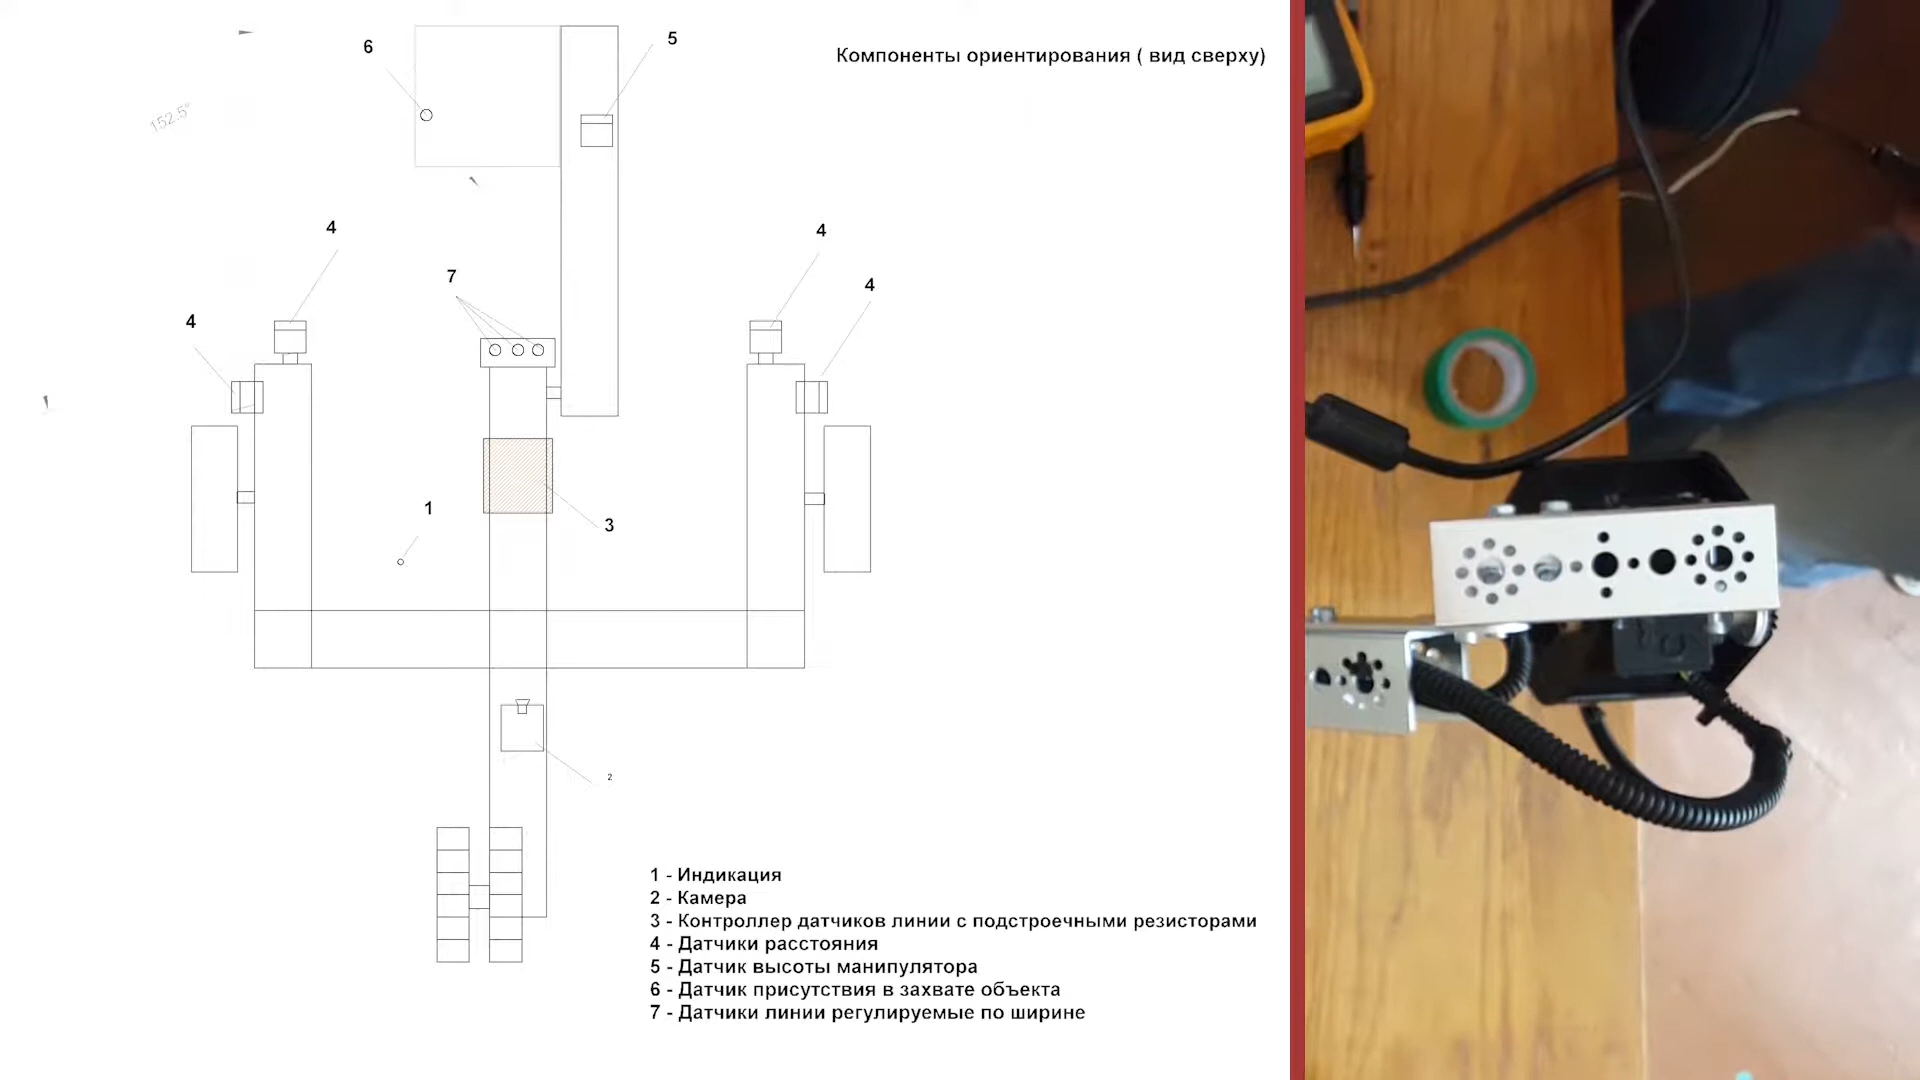 6
5
Компоненты ориентирования ( вид сверху)
152.5°
4
4
7
4
4
1
3
2
1 - Индикация
2 - Камера
3 - Контроллер датчиков линии с подстроечными резисторами
4 - Датчики расстояния
5 - Датчик высоты манипулятора
6 - Датчик присутствия в захвате объекта
7 - Датчики линии регулируемые по ширине